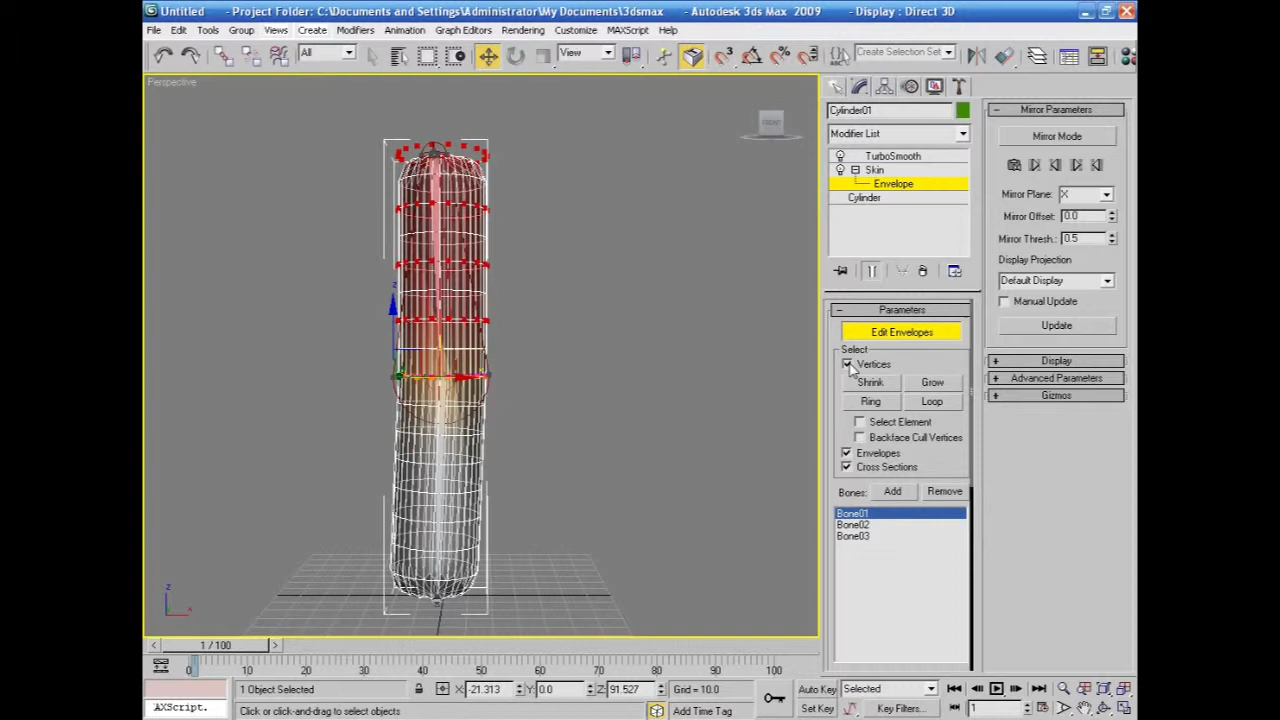 Untitled - Project Folder: C:\Documents and Settings\Administrator\My Documents\3dsmax - Autodesk 3ds Max 2009 - Display : Direct 3D
File Edit Tools Group Views Create Modifiers Animation Graph Editors Rendering Customize MAXScript Help
All View Create Selection Set
Perspective
FRONT
Cylinder01
Modifier List
TurboSmooth
Skin
Envelope
Cylinder
Parameters
Edit Envelopes
Select
Vertices
Shrink Grow
Ring Loop
Select Element
Backface Cull Vertices
Envelopes
Cross Sections
Bones: Add Remove
Bone01
Bone02
Bone03
Mirror Parameters
Mirror Mode
Mirror Plane: X
Mirror Offset: 0.0
Mirror Thresh.: 0.5
Display Projection
Default Display
Manual Update
Update
Display
Advanced Parameters
Gizmos
z
z
x
1 / 100
10 20 30 40 50 60 70 80 90 100
1 Object Selected X: -21.313 Y: 0.0 Z: 91.527 Grid = 10.0 Auto Key Selected
AXScript. Click or click-and-drag to select objects Add Time Tag Set Key Key Filters... 1